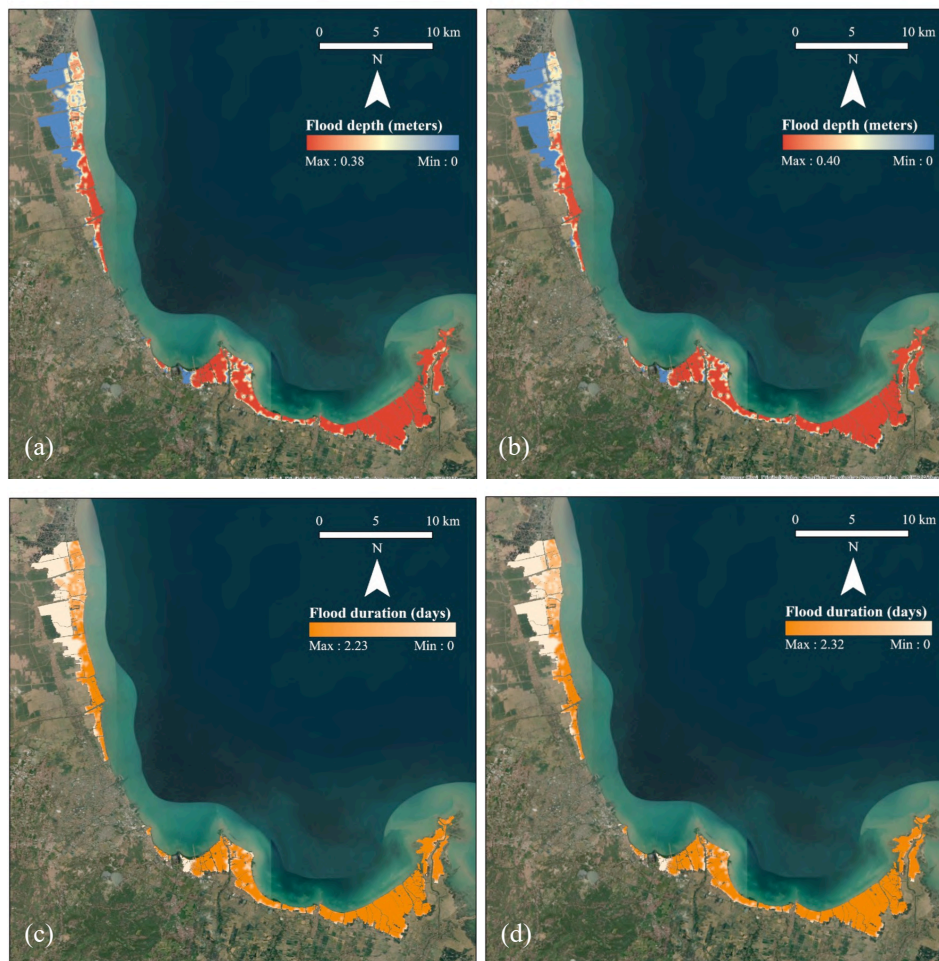 0 5 10 km
N
Flood depth (meters)
Max : 0.38 Min : 0
(a)
0 5 10 km
N
Flood depth (meters)
Max : 0.40 Min : 0
(b)
0 5 10 km
N
Flood duration (days)
Max : 2.23 Min : 0
(c)
0 5 10 km
N
Flood duration (days)
Max : 2.32 Min : 0
(d)